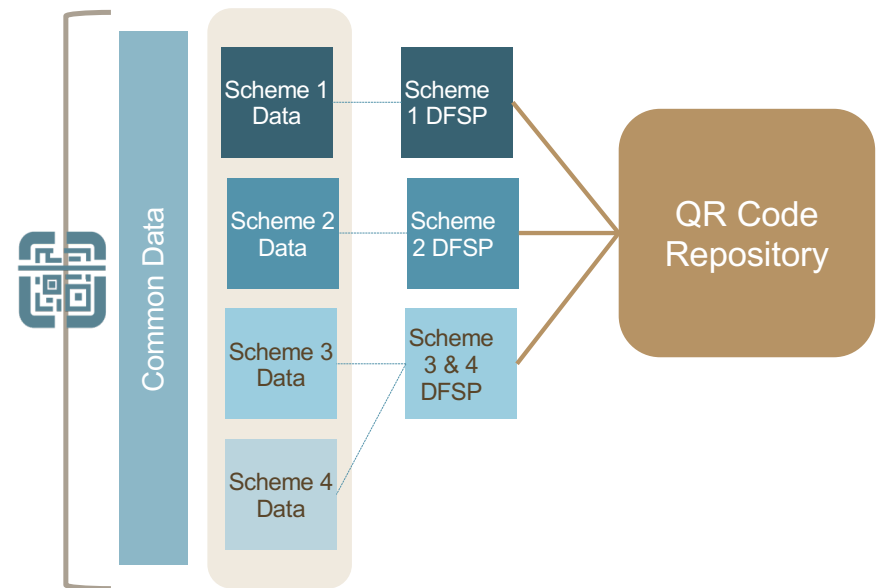 Common Data
Scheme 1
Data
Scheme
1 DFSP
Scheme 2
Data
Scheme
2 DFSP
Scheme 3
Data
Scheme
3 & 4
DFSP
Scheme 4
Data
QR Code
Repository